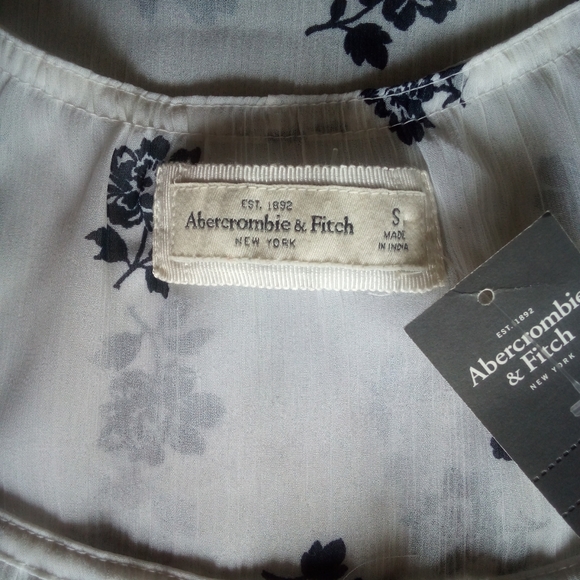 EST. 1892
Abercrombie & Fitch
NEW YORK
S
MADE
IN INDIA
EST. 1892
Abercrombie
& Fitch
NEW YORK